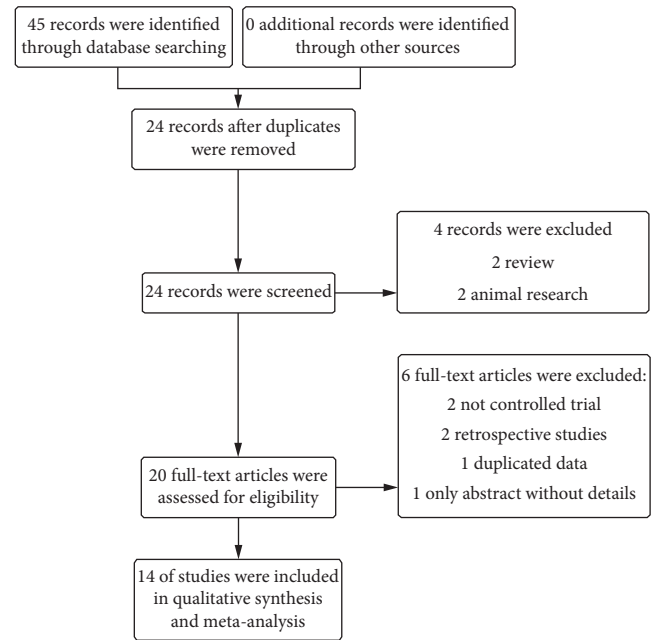 45 records were identified
through database searching
0 additional records were identified
through other sources
24 records after duplicates
were removed
4 records were excluded
2 review
2 animal research
24 records were screened
6 full-text articles were excluded:
2 not controlled trial
2 retrospective studies
1 duplicated data
1 only abstract without details
20 full-text articles were
assessed for eligibility
14 of studies were included
in qualitative synthesis
and meta-analysis